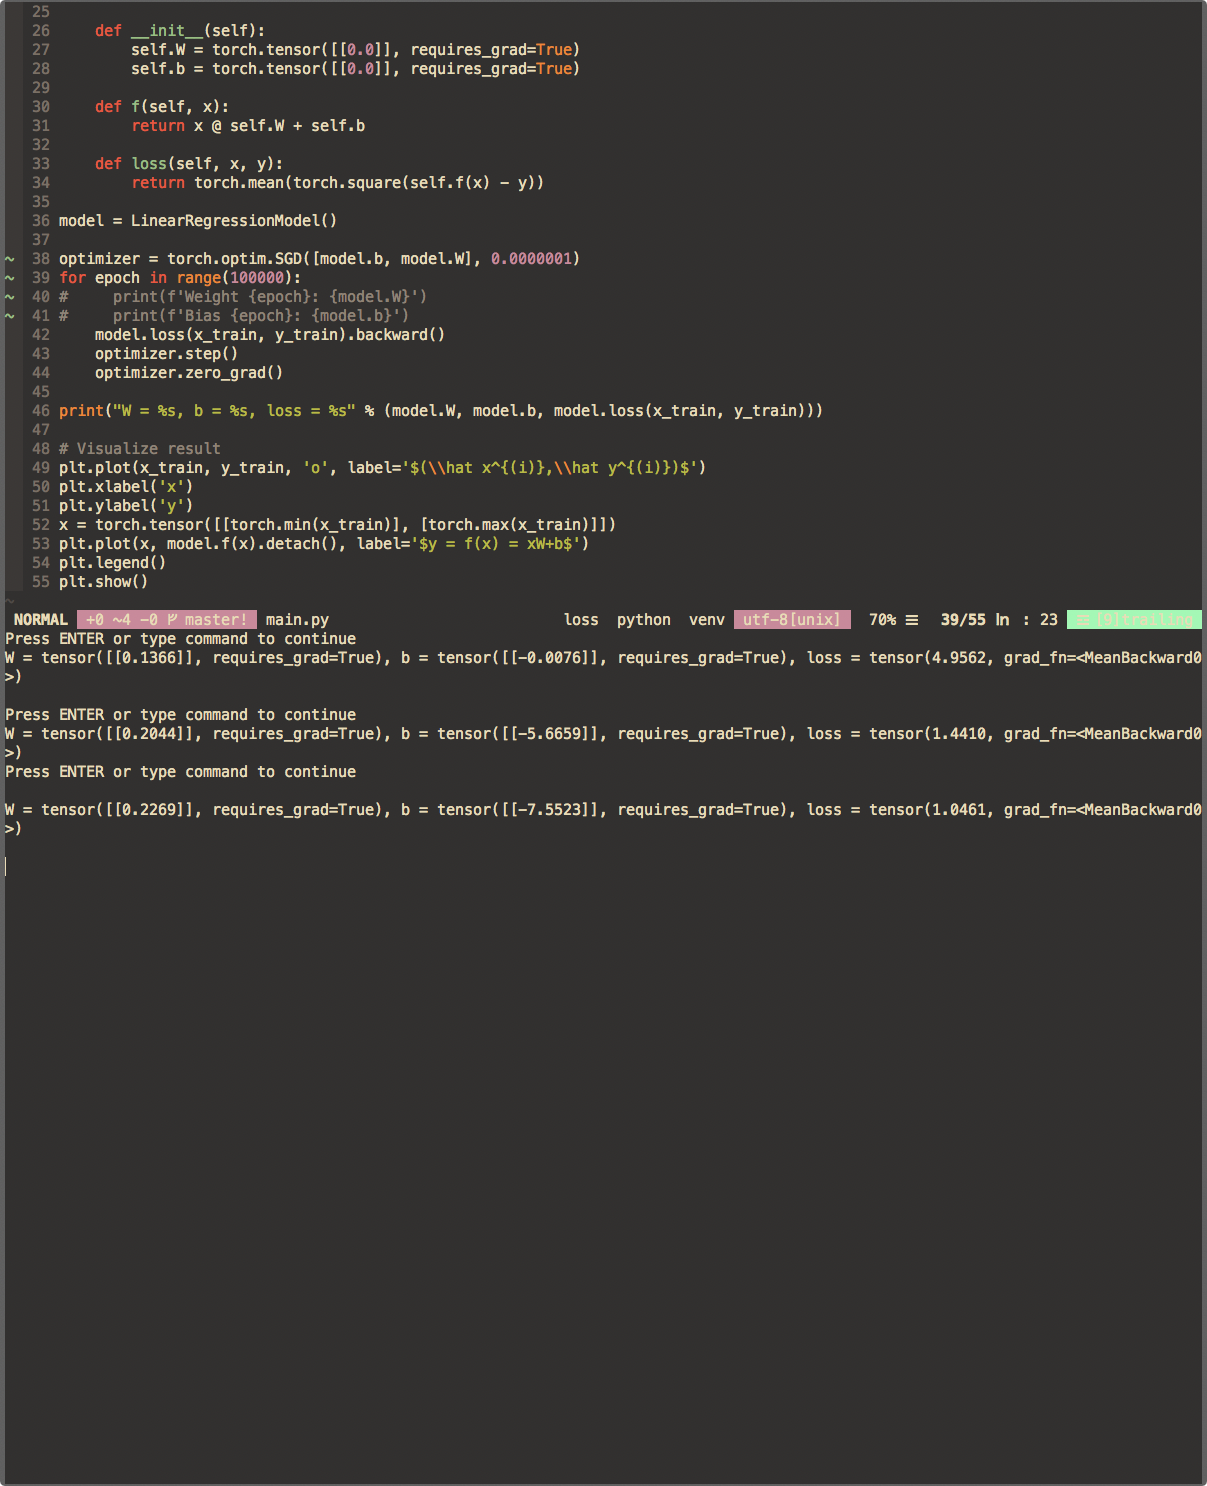 25
26     def __init__(self):
27         self.W = torch.tensor([[0.0]], requires_grad=True)
28         self.b = torch.tensor([[0.0]], requires_grad=True)
29
30     def f(self, x):
31         return x @ self.W + self.b
32
33     def loss(self, x, y):
34         return torch.mean(torch.square(self.f(x) - y))
35
36 model = LinearRegressionModel()
37
~ 38 optimizer = torch.optim.SGD([model.b, model.W], 0.0000001)
~ 39 for epoch in range(100000):
~ 40 #     print(f'Weight {epoch}: {model.W}')
~ 41 #     print(f'Bias {epoch}: {model.b}')
42     model.loss(x_train, y_train).backward()
43     optimizer.step()
44     optimizer.zero_grad()
45
46 print("W = %s, b = %s, loss = %s" % (model.W, model.b, model.loss(x_train, y_train)))
47
48 # Visualize result
49 plt.plot(x_train, y_train, 'o', label='$(\\hat x^{(i)},\\hat y^{(i)})$')
50 plt.xlabel('x')
51 plt.ylabel('y')
52 x = torch.tensor([[torch.min(x_train)], [torch.max(x_train)]])
53 plt.plot(x, model.f(x).detach(), label='$y = f(x) = xW+b$')
54 plt.legend()
55 plt.show()
~
NORMAL +0 ~4 -0 master! main.py loss python venv utf-8[unix] 70% ☰ 39/55 ln : 23
Press ENTER or type command to continue
W = tensor([[0.1366]], requires_grad=True), b = tensor([[-0.0076]], requires_grad=True), loss = tensor(4.9562, grad_fn=<MeanBackward0
>)
Press ENTER or type command to continue
W = tensor([[0.2044]], requires_grad=True), b = tensor([[-5.6659]], requires_grad=True), loss = tensor(1.4410, grad_fn=<MeanBackward0
>)
Press ENTER or type command to continue
W = tensor([[0.2269]], requires_grad=True), b = tensor([[-7.5523]], requires_grad=True), loss = tensor(1.0461, grad_fn=<MeanBackward0
>)